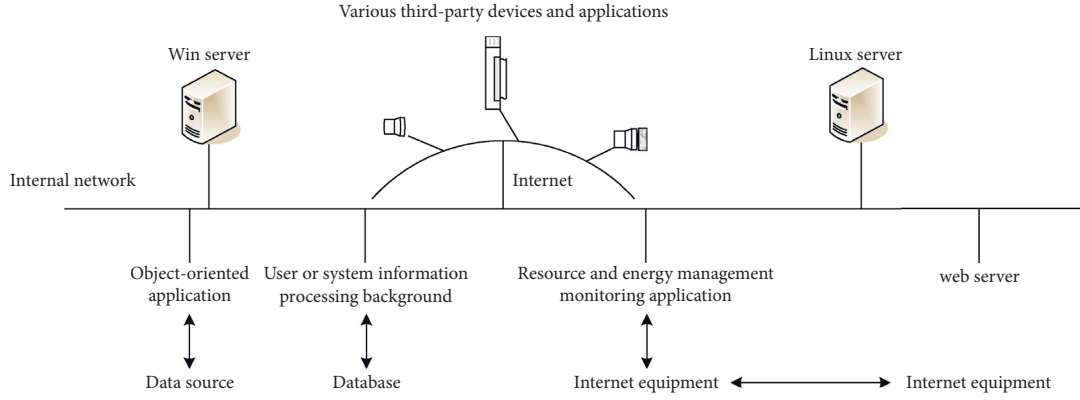 Various third-party devices and applications
Win server
Linux server
Internal network
Internet
Object-oriented
application
User or system information
processing background
Resource and energy management
monitoring application
web server
Data source
Database
Internet equipment
Internet equipment